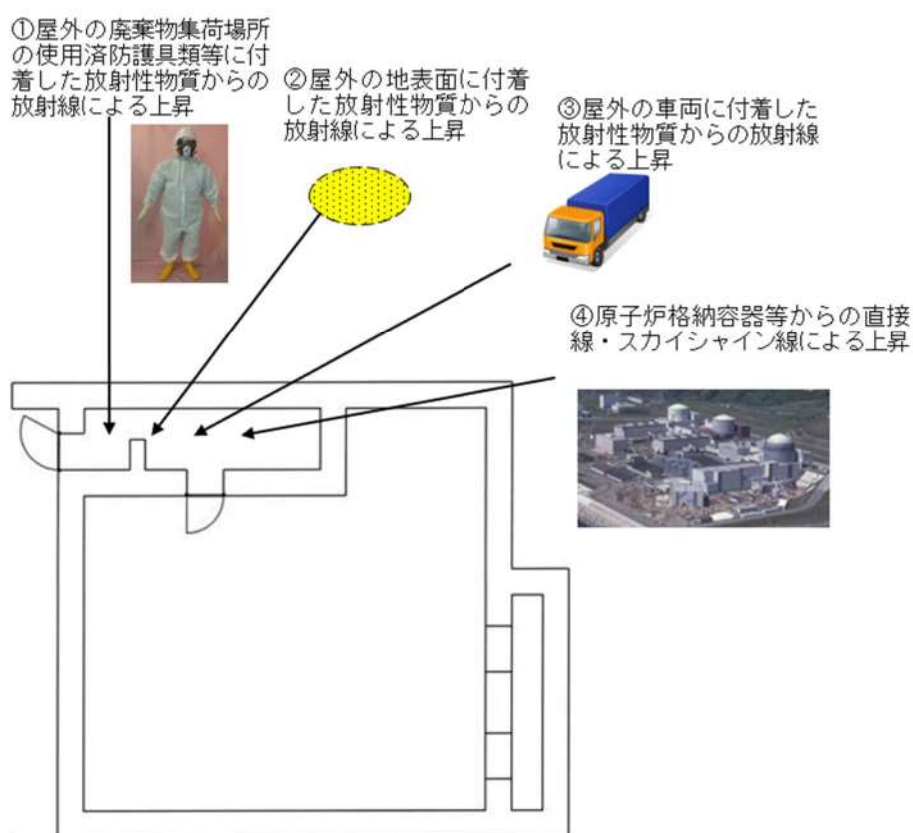 ①屋外の廃棄物集荷場所
の使用済防護具類等に付
着した放射性物質からの
放射線による上昇
②屋外の地表面に付着
した放射性物質からの
放射線による上昇
③屋外の車両に付着した
放射性物質からの放射線
による上昇
④原子炉格納容器等からの直接
線・スカイシャイン線による上昇